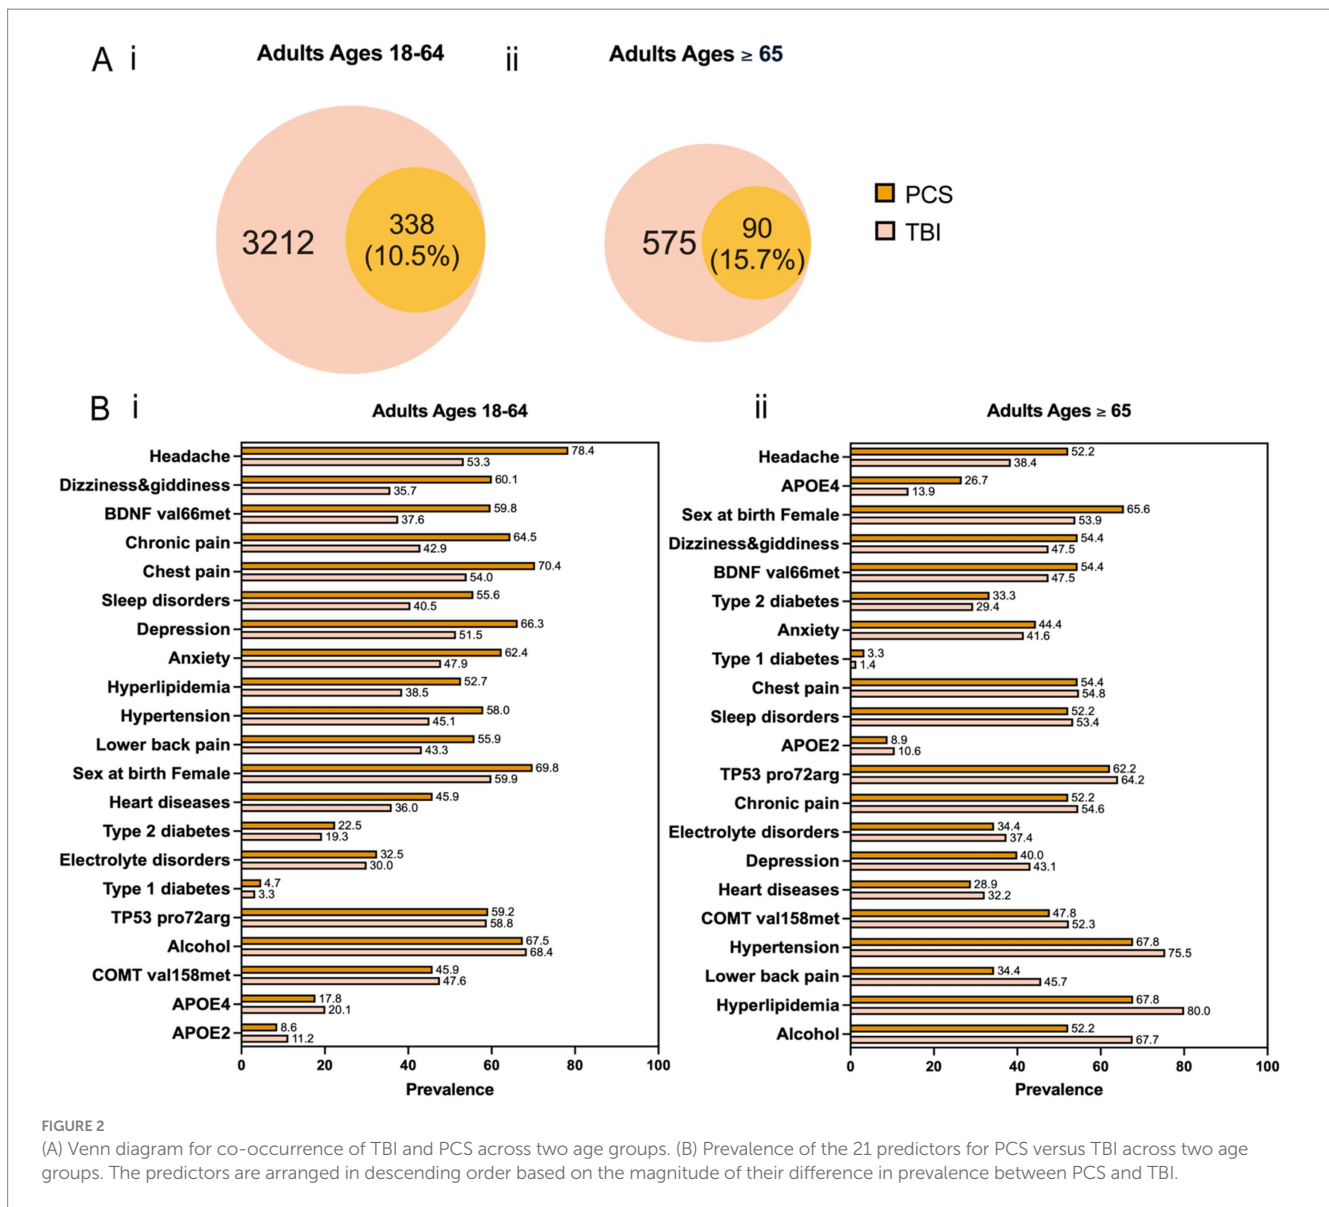 A i
Adults Ages 18-64
ii
Adults Ages ≥ 65
3212
338
(10.5%)
575
90
(15.7%)
PCS
TBI
B i
Adults Ages 18-64
Headache 78.4
53.3
Dizziness&giddiness 60.1
35.7
BDNF val66met 59.8
37.6
Chronic pain 64.5
42.9
Chest pain 70.4
54.0
Sleep disorders 55.6
40.5
Depression 66.3
51.5
Anxiety 62.4
47.9
Hyperlipidemia 52.7
38.5
Hypertension 58.0
45.1
Lower back pain 55.9
43.3
Sex at birth Female 69.8
59.9
Heart diseases 45.9
36.0
Type 2 diabetes 22.5
19.3
Electrolyte disorders 32.5
30.0
Type 1 diabetes 4.7
3.3
TP53 pro72arg 59.2
58.8
Alcohol 67.5
68.4
COMT val158met 45.9
47.6
APOE4 17.8
20.1
APOE2 8.6
11.2
0 20 40 60 80 100
Prevalence
ii
Adults Ages ≥ 65
Headache 52.2
38.4
APOE4 26.7
13.9
Sex at birth Female 65.6
53.9
Dizziness&giddiness 54.4
47.5
BDNF val66met 54.4
47.5
Type 2 diabetes 33.3
29.4
Anxiety 44.4
41.6
Type 1 diabetes 3.3
1.4
Chest pain 54.4
54.8
Sleep disorders 52.2
53.4
APOE2 8.9
10.6
TP53 pro72arg 62.2
64.2
Chronic pain 52.2
54.6
Electrolyte disorders 34.4
37.4
Depression 40.0
43.1
Heart diseases 28.9
32.2
COMT val158met 47.8
52.3
Hypertension 67.8
75.5
Lower back pain 34.4
45.7
Hyperlipidemia 67.8
80.0
Alcohol 52.2
67.7
0 20 40 60 80 100
Prevalence
FIGURE 2
(A) Venn diagram for co-occurrence of TBI and PCS across two age groups. (B) Prevalence of the 21 predictors for PCS versus TBI across two age
groups. The predictors are arranged in descending order based on the magnitude of their difference in prevalence between PCS and TBI.